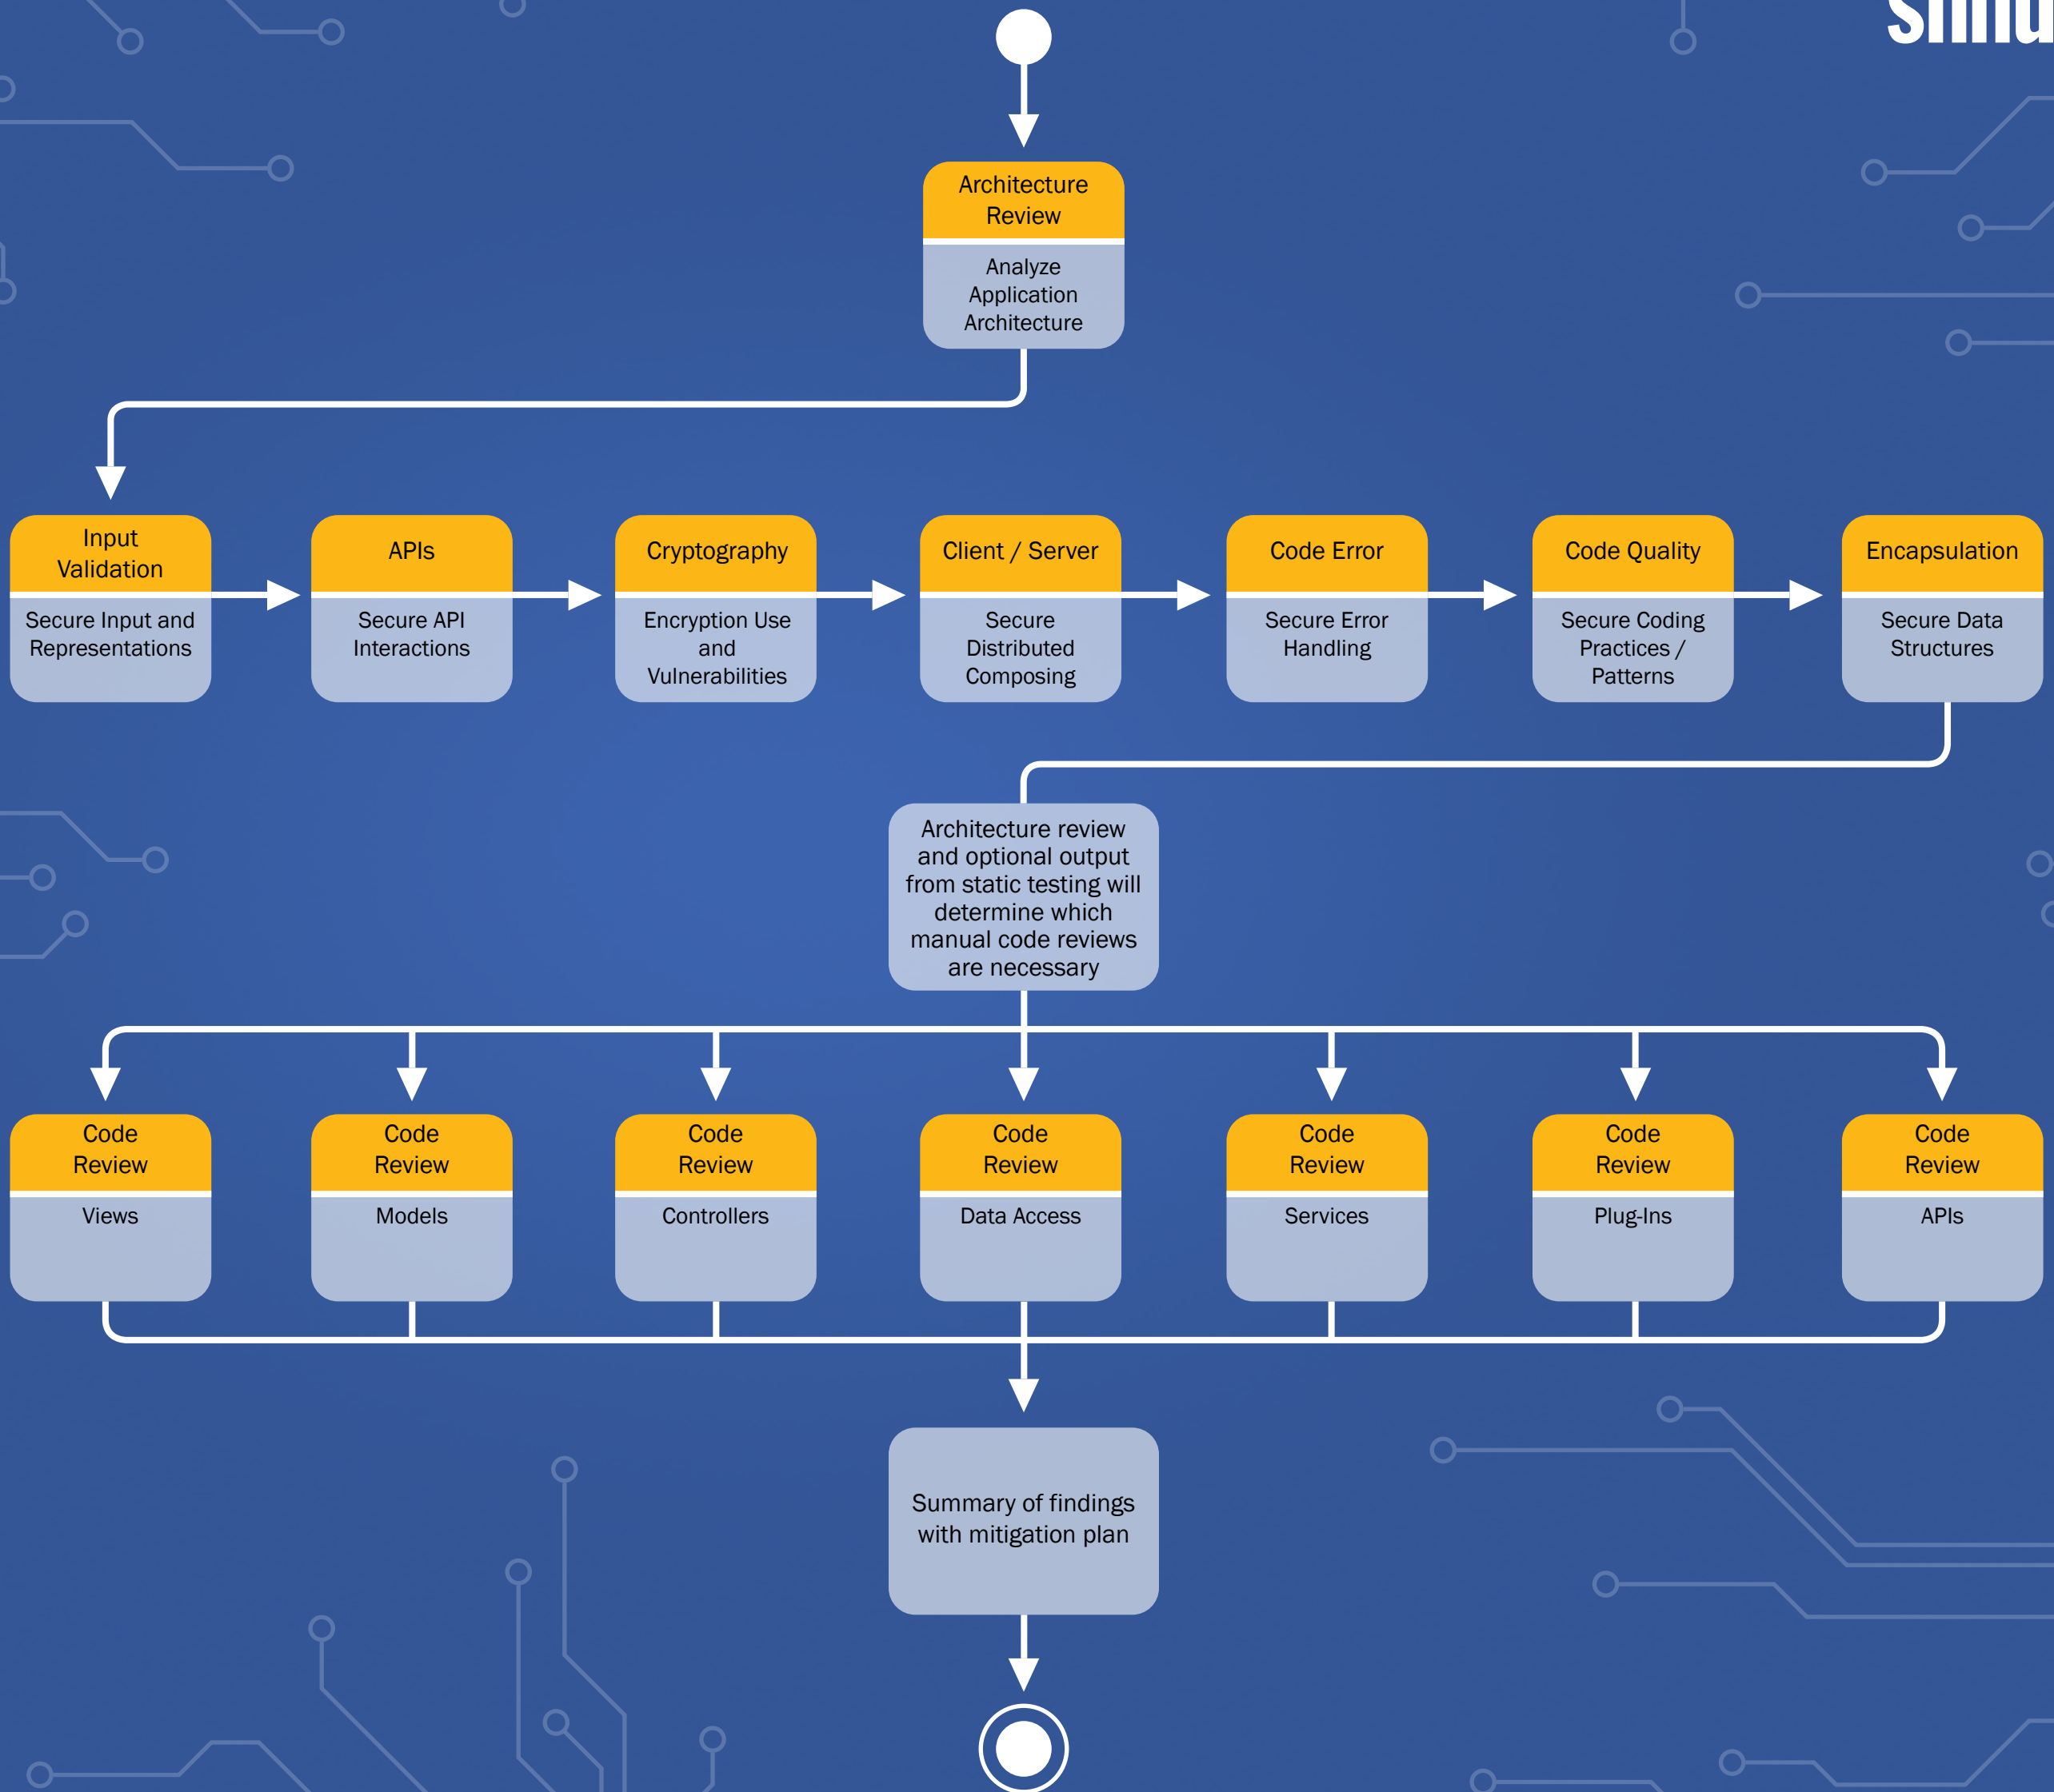 Architecture
Review
Analyze
Application
Architecture
Input
Validation
Secure Input and
Representations
APIs
Secure API
Interactions
Cryptography
Encryption Use
and
Vulnerabilities
Client / Server
Secure
Distributed
Composing
Code Error
Secure Error
Handling
Code Quality
Secure Coding
Practices /
Patterns
Encapsulation
Secure Data
Structures
Architecture review
and optional output
from static testing will
determine which
manual code reviews
are necessary
Code
Review
Views
Code
Review
Models
Code
Review
Controllers
Code
Review
Data Access
Code
Review
Services
Code
Review
Plug-Ins
Code
Review
APIs
Summary of findings
with mitigation plan